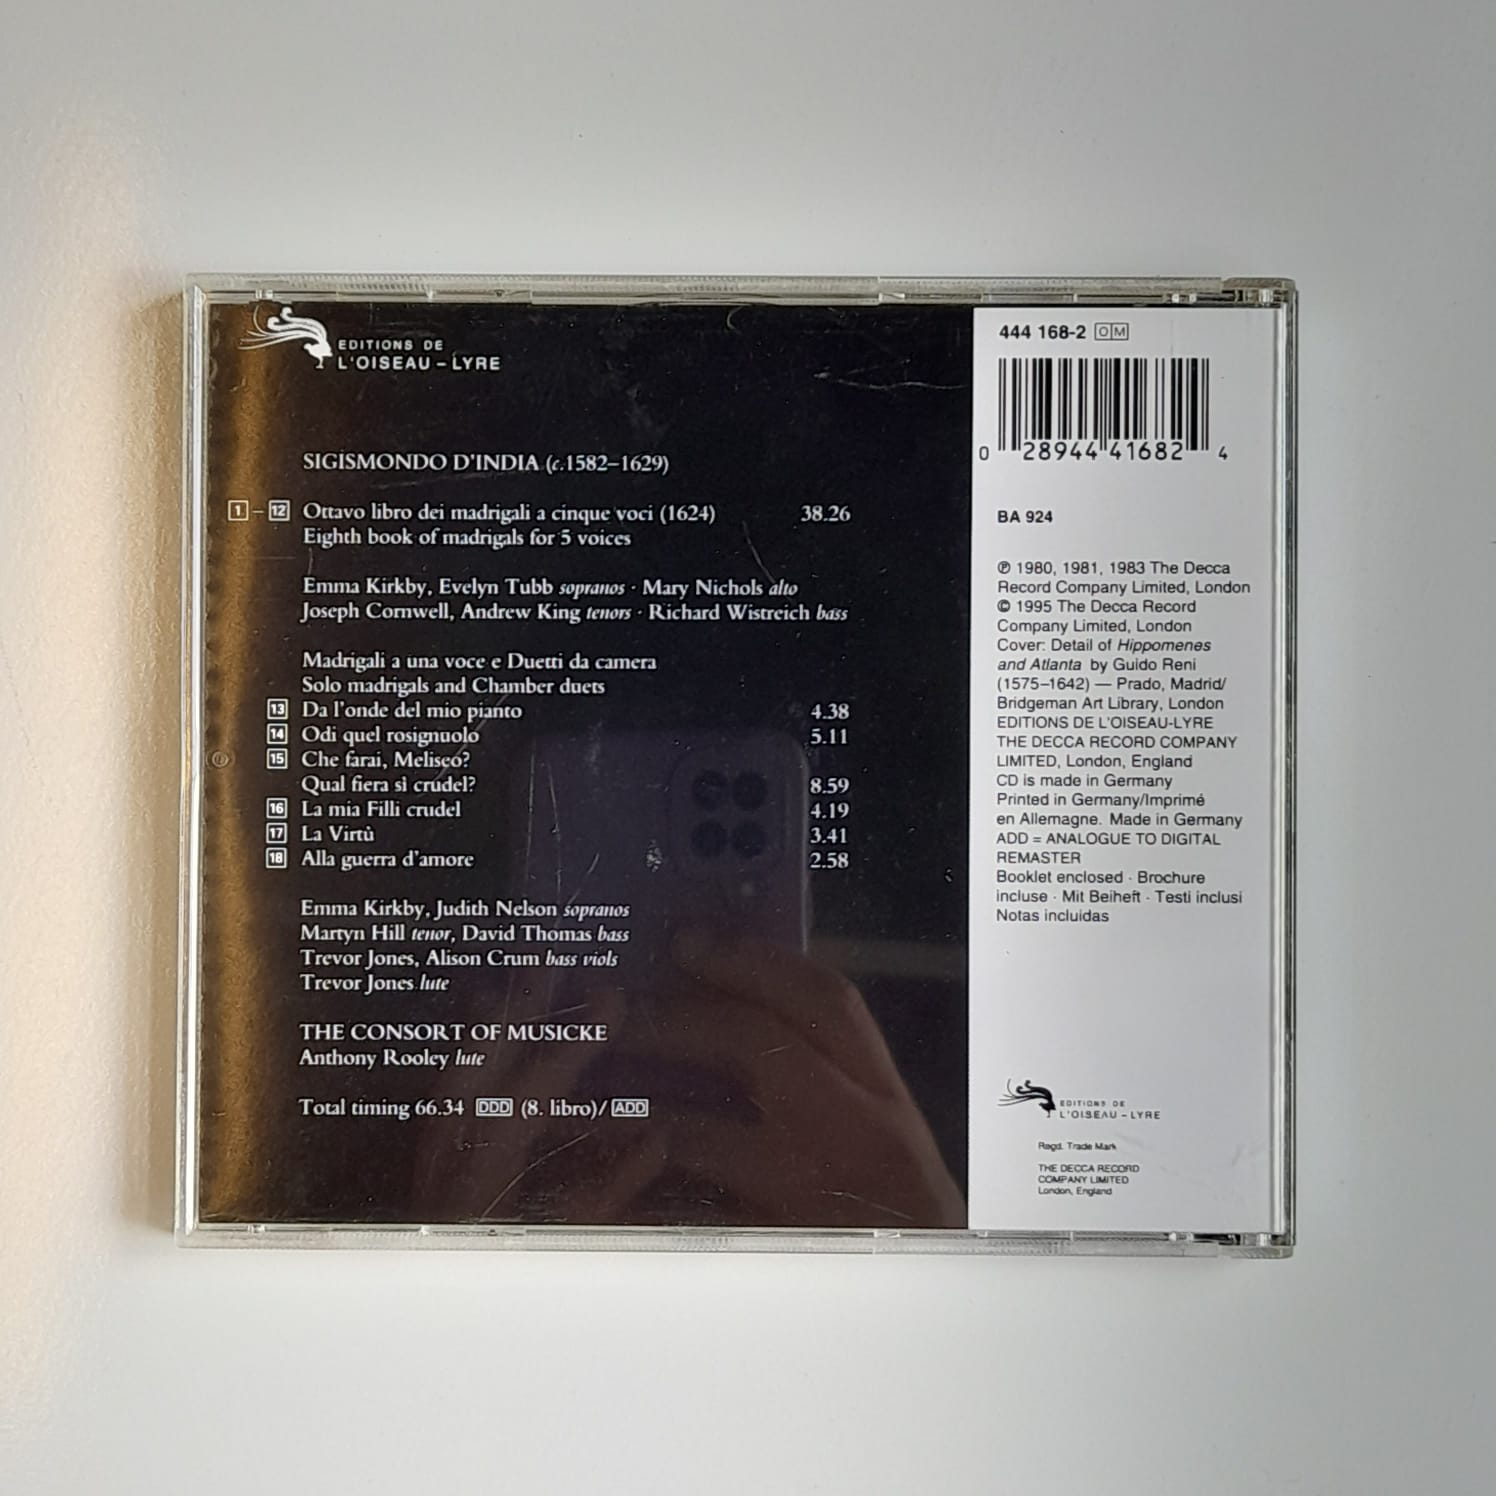 EDITIONS DE
L'OISEAU-LYRE
SIGISMONDO D'INDIA (c.1582–1629)
1 – 12 Ottavo libro dei madrigali a cinque voci (1624) 38.26
Eighth book of madrigals for 5 voices
Emma Kirkby, Evelyn Tubb sopranos · Mary Nichols alto
Joseph Cornwell, Andrew King tenors · Richard Wistreich bass
Madrigali a una voce e Duetti da camera
Solo madrigals and Chamber duets
13 Da l'onde del mio pianto 4.38
14 Odi quel rosignuolo 5.11
15 Che farai, Meliseo?
Qual fiera sì crudel? 8.59
16 La mia Filli crudel 4.19
17 La Virtù 3.41
18 Alla guerra d'amore 2.58
Emma Kirkby, Judith Nelson sopranos
Martyn Hill tenor, David Thomas bass
Trevor Jones, Alison Crum bass viols
Trevor Jones lute
THE CONSORT OF MUSICKE
Anthony Rooley lute
Total timing 66.34 DDD (8. libro)/ ADD
444 168-2 OM
0 28944 41682 4
BA 924
℗ 1980, 1981, 1983 The Decca
Record Company Limited, London
© 1995 The Decca Record
Company Limited, London
Cover: Detail of Hippomenes
and Atlanta by Guido Reni
(1575–1642) — Prado, Madrid/
Bridgeman Art Library, London
EDITIONS DE L'OISEAU-LYRE
THE DECCA RECORD COMPANY
LIMITED, London, England
CD is made in Germany
Printed in Germany/Imprimé
en Allemagne. Made in Germany
ADD = ANALOGUE TO DIGITAL
REMASTER
Booklet enclosed · Brochure
incluse · Mit Beiheft · Testi inclusi
Notas incluidas
EDITIONS DE
L'OISEAU-LYRE
Regd. Trade Mark
THE DECCA RECORD
COMPANY LIMITED
London, England